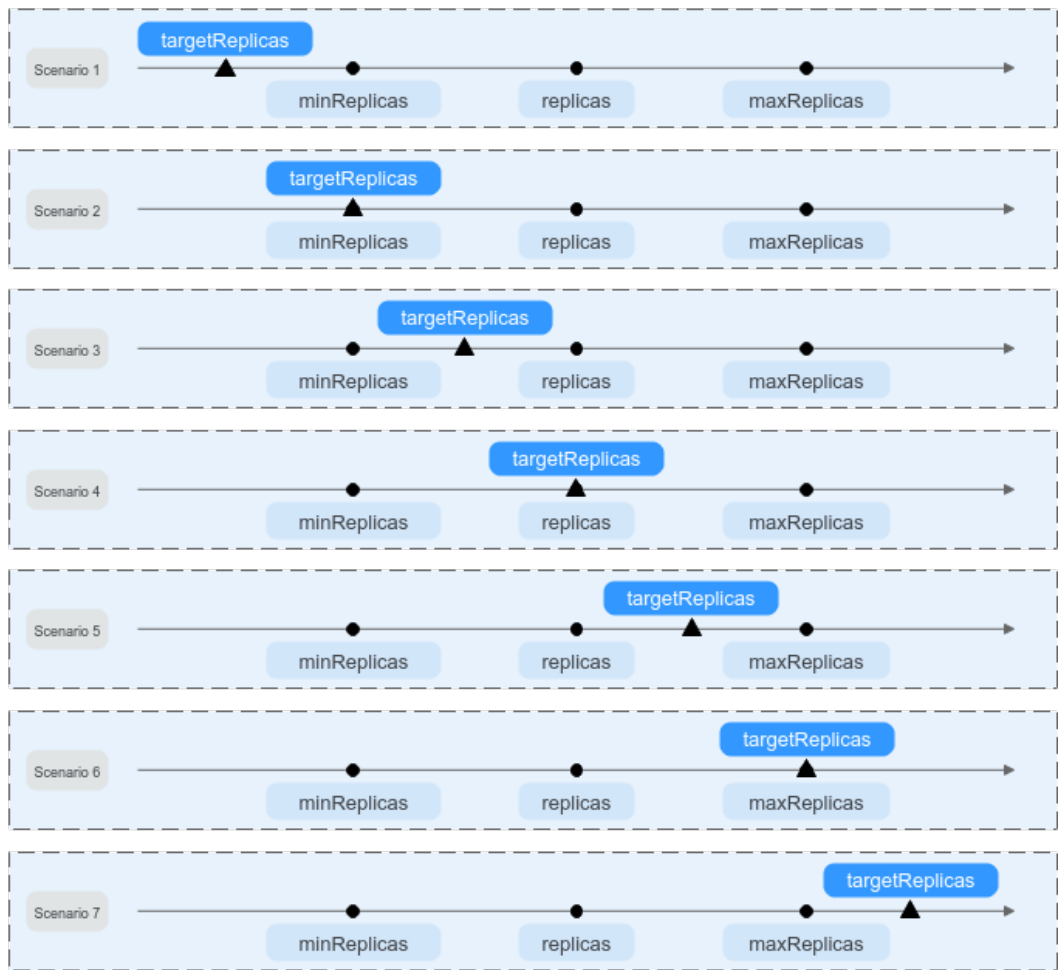 targetReplicas
Scenario 1
minReplicas replicas maxReplicas
targetReplicas
Scenario 2
minReplicas replicas maxReplicas
targetReplicas
Scenario 3
minReplicas replicas maxReplicas
targetReplicas
Scenario 4
minReplicas replicas maxReplicas
targetReplicas
Scenario 5
minReplicas replicas maxReplicas
targetReplicas
Scenario 6
minReplicas replicas maxReplicas
targetReplicas
Scenario 7
minReplicas replicas maxReplicas